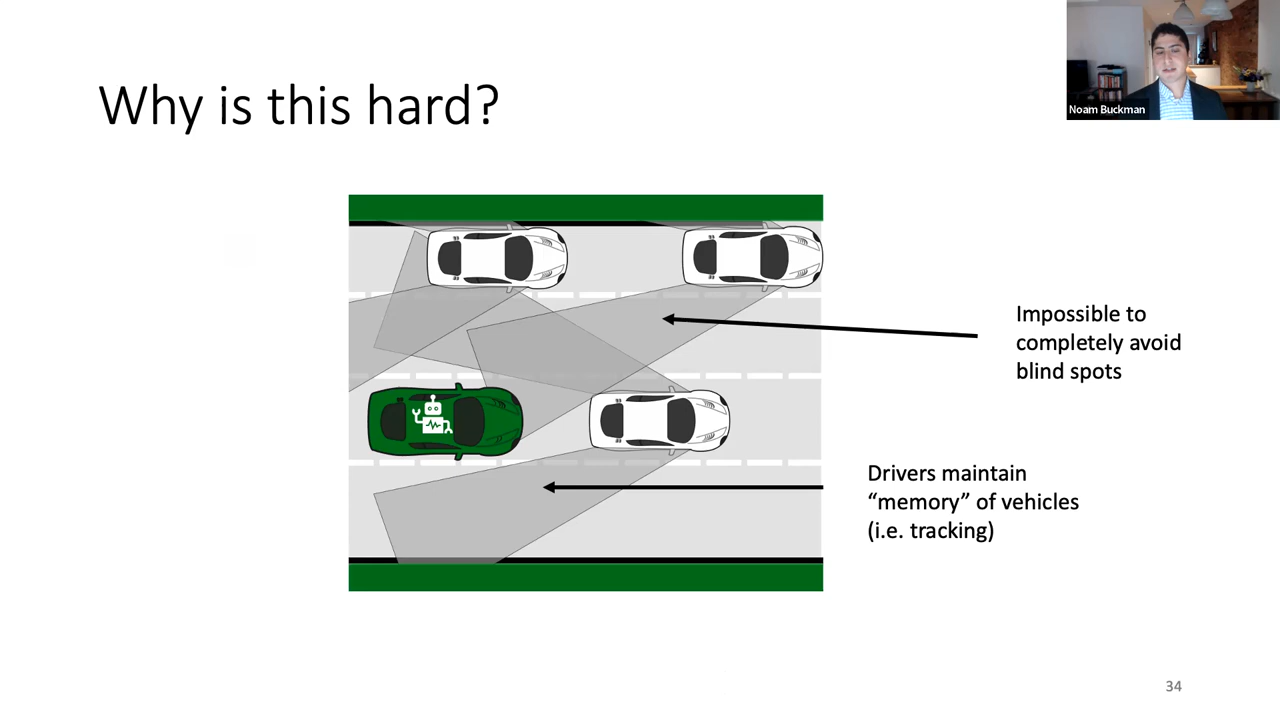 Why is this hard?
Noam Buckman
Impossible to
completely avoid
blind spots
Drivers maintain
“memory” of vehicles
(i.e. tracking)
34